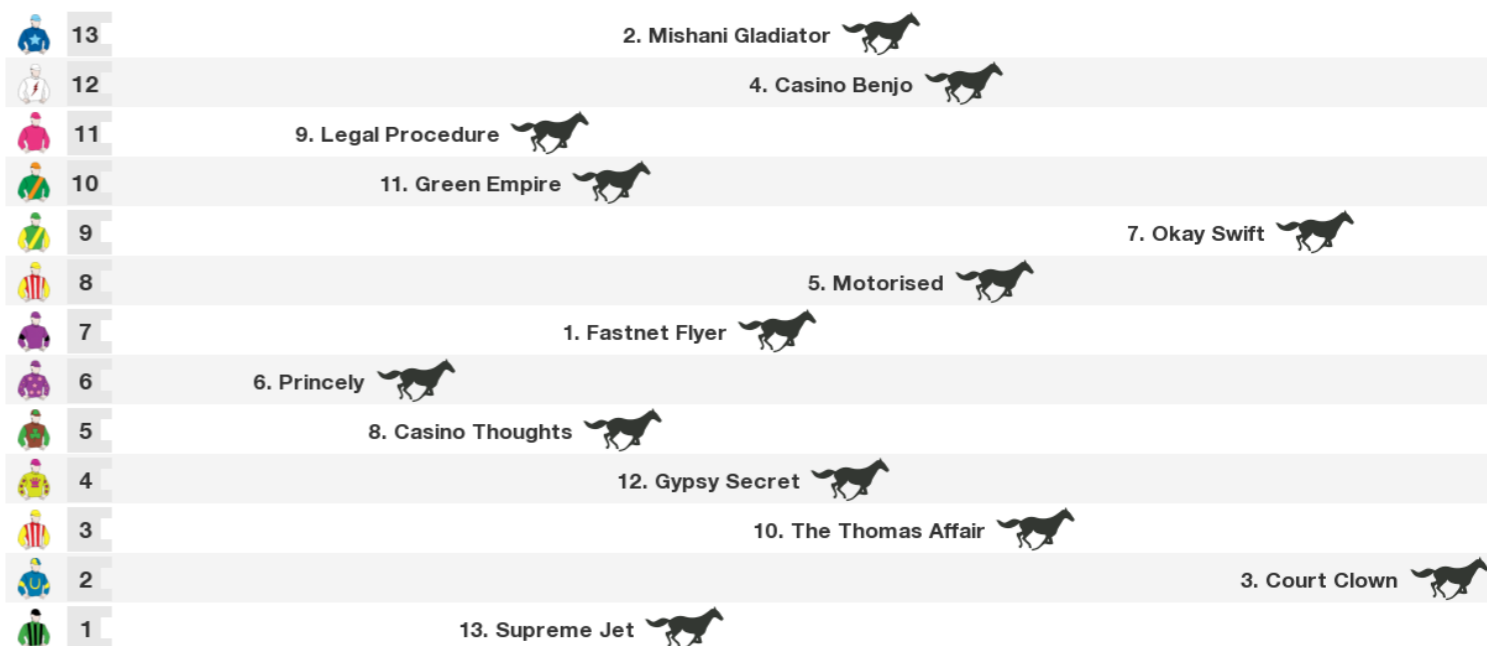 13 2. Mishani Gladiator
12 4. Casino Benjo
11 9. Legal Procedure
10 11. Green Empire
9 7. Okay Swift
8 5. Motorised
7 1. Fastnet Flyer
6 6. Princely
5 8. Casino Thoughts
4 12. Gypsy Secret
3 10. The Thomas Affair
2 3. Court Clown
1 13. Supreme Jet